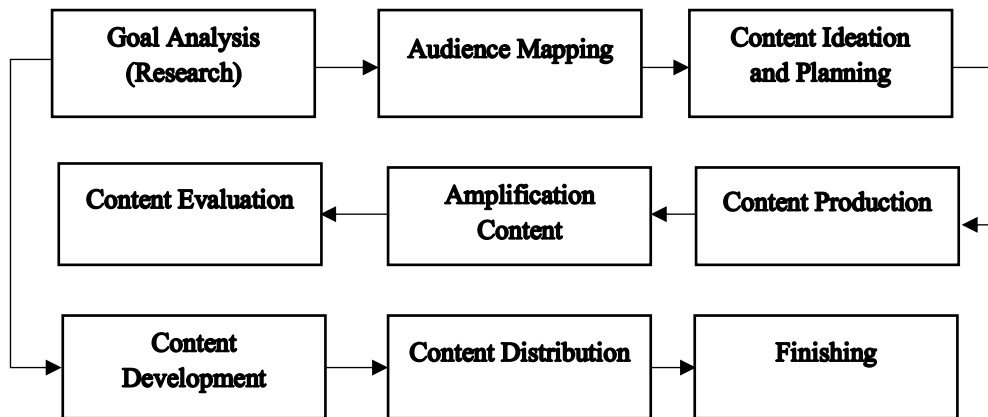 Goal Analysis
(Research)
Audience Mapping
Content Ideation
and Planning
Content Evaluation
Amplification
Content
Content Production
Content
Development
Content Distribution
Finishing